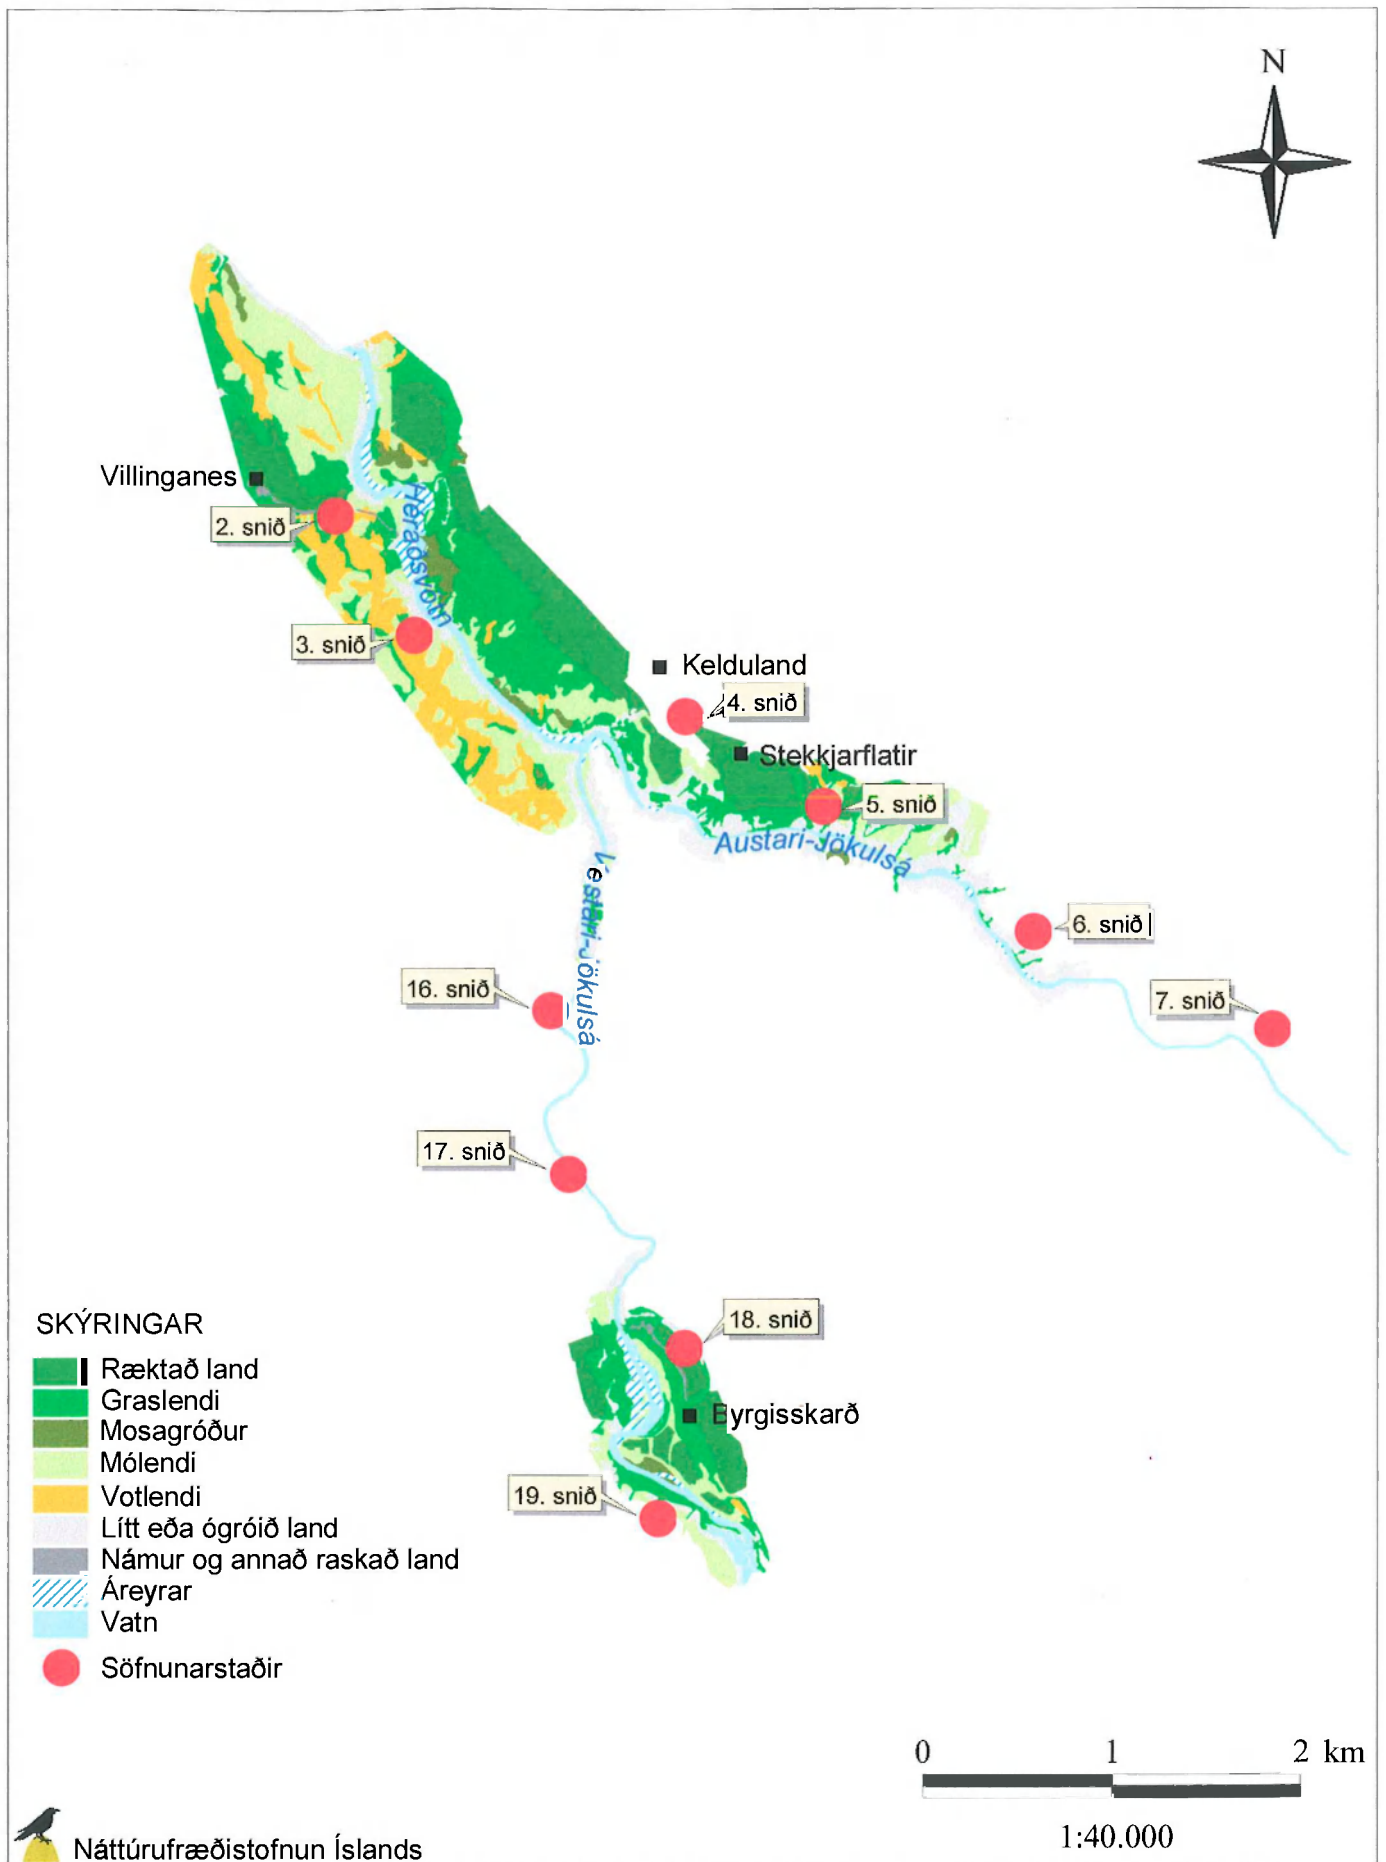 N
Villinganes
2. snið
Héraðsvötn
3. snið
Kelduland
4. snið
Stekkjarflatir
5. snið
Austari-Jökulsá
Vestari-Jökulsá
6. snið
16. snið
7. snið
17. snið
18. snið
Byrgisskarð
19. snið
SKÝRINGAR
Ræktað land
Graslendi
Mosagróður
Mólendi
Votlendi
Lítt eða ógróið land
Námur og annað raskað land
Áreyrar
Vatn
Söfnunarstaðir
0 1 2 km
1:40.000
Náttúrufræðistofnun Íslands